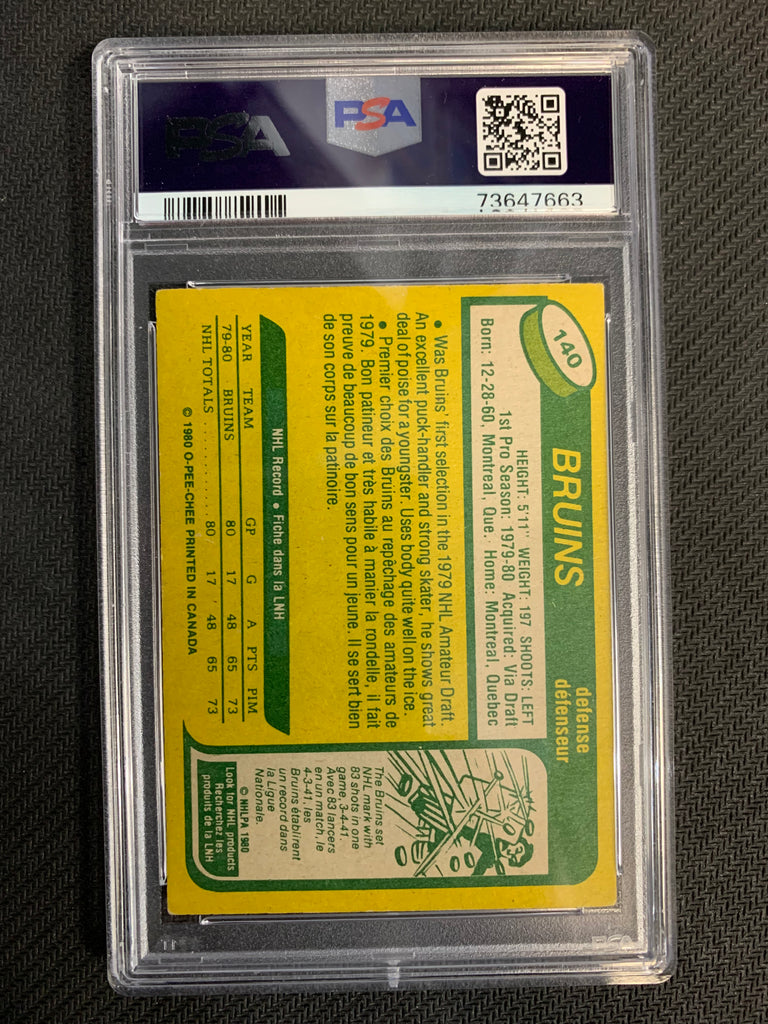 PSA
PSA
73647663
140
BRUINS
defense
défenseur
HEIGHT: 5'11" WEIGHT: 197 SHOOTS: LEFT
1st Pro Season: 1979-80 Acquired: Via Draft
Born: 12-28-60, Montreal, Que. Home: Montreal, Quebec
• Was Bruins' first selection in the 1979 NHL Amateur Draft.
An excellent puck-handler and strong skater, he shows great
deal of poise for a youngster. Uses body quite well on the ice.
• Premier choix des Bruins au repêchage des amateurs de
1979. Bon patineur et très habile à manier la rondelle, il fait
preuve de beaucoup de bon sens pour un jeune. Il se sert bien
de son corps sur la patinoire.
NHL Record • Fiche dans la LNH
YEAR TEAM GP G A PTS PIM
79-80 BRUINS 80 17 48 65 73
NHL TOTALS . . . . . . . . . . . 80 17 48 65 73
© 1980 O-PEE-CHEE PRINTED IN CANADA
The Bruins set
NHL mark with
83 shots in one
game, 3-4-41.
Avec 83 lancers
en un match, le
4-3-41, les
Bruins établirent
un record dans
la Ligue
Nationale.
© NHLPA 1980
Look for NHL products
Recherchez les
produits de la LNH